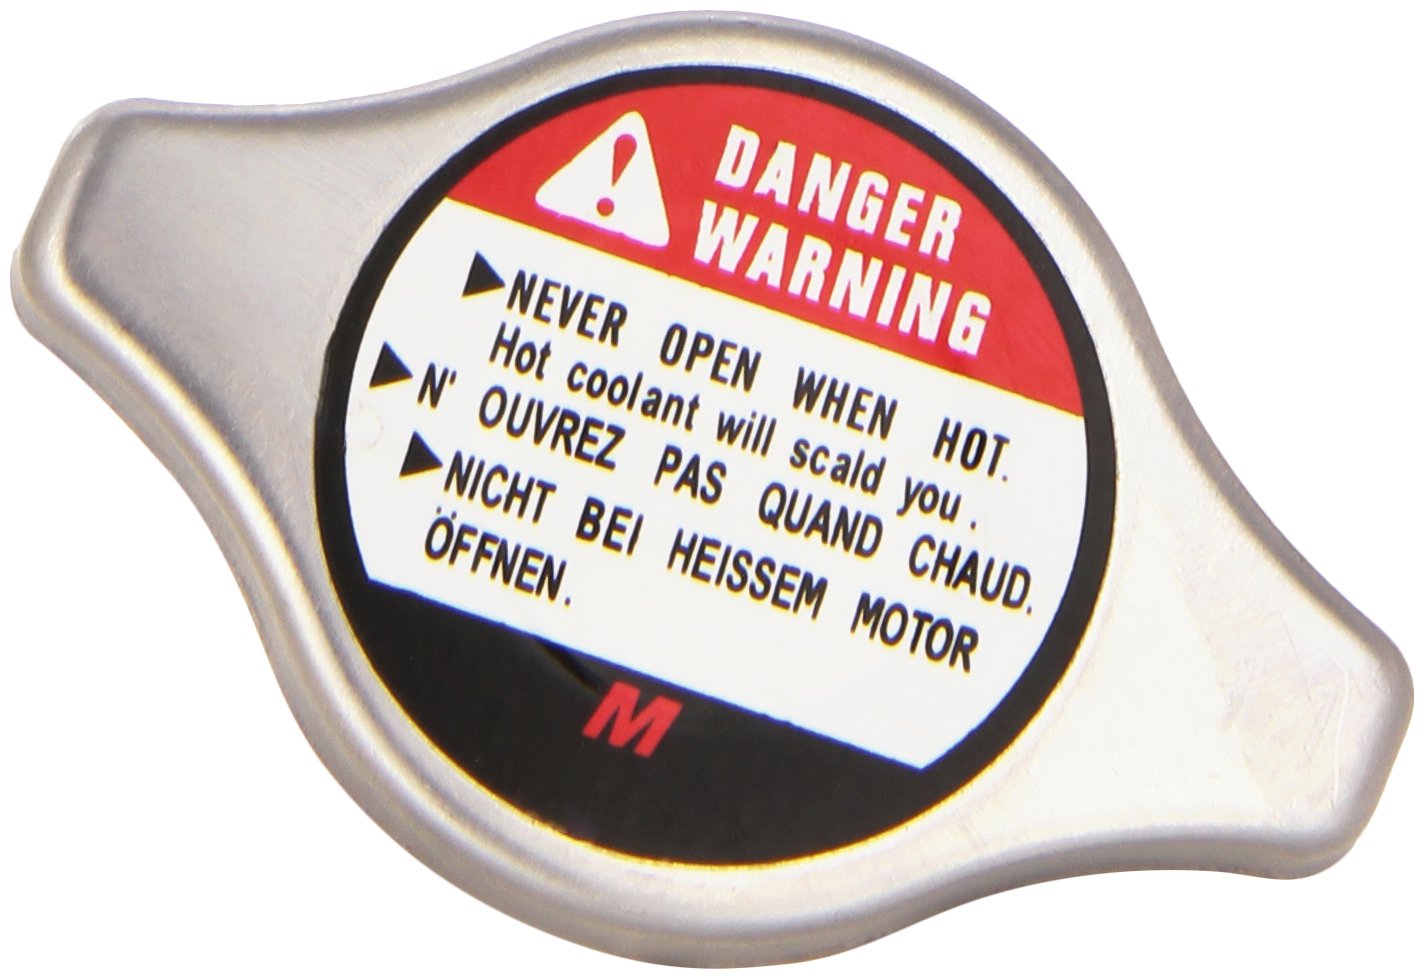 DANGER
WARNING
▶NEVER OPEN WHEN HOT.
Hot coolant will scald you.
▶N' OUVREZ PAS QUAND CHAUD.
▶NICHT BEI HEISSEM MOTOR
ÖFFNEN.
M